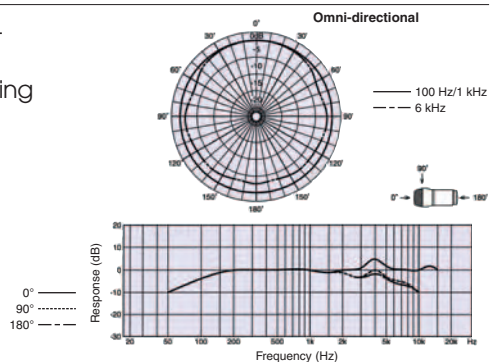 ing
Omni-directional
0°
30' 30'
60' 60'
90' 90'
120' 120'
150' 150'
180'
0dB
-5
-10
-15
-20
100 Hz/1 kHz
6 kHz
90'
0° 180°
20
10
0
-10
-20
-30
Response (dB)
0°
90°
180°
20 50 100 200 500 1k 2k 5k 10k 20k Hz
Frequency (Hz)